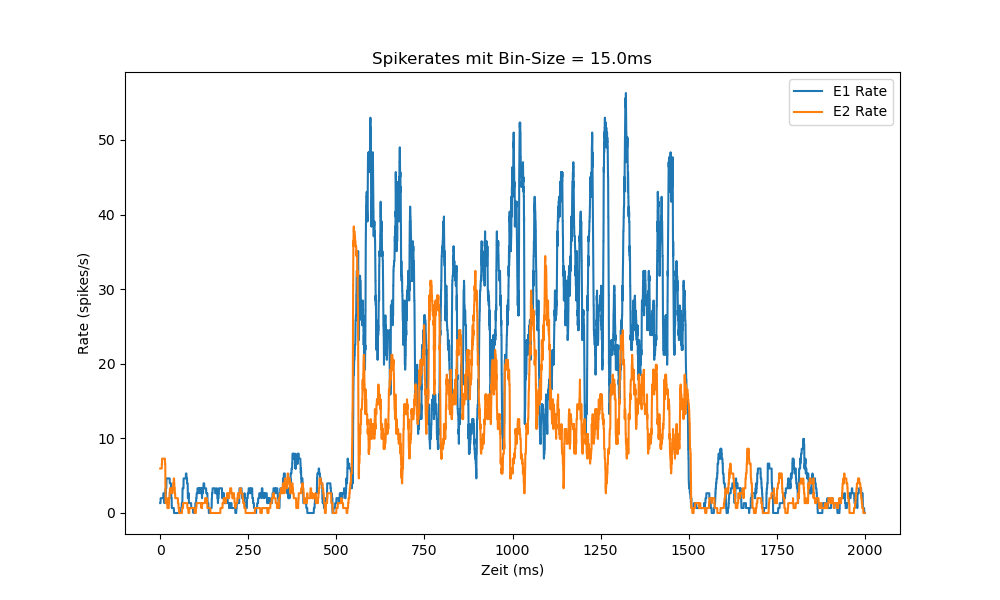 Spikerates mit Bin-Size = 15.0ms
E1 Rate
E2 Rate
Rate (spikes/s)
50
40
30
20
10
0
0 250 500 750 1000 1250 1500 1750 2000
Zeit (ms)